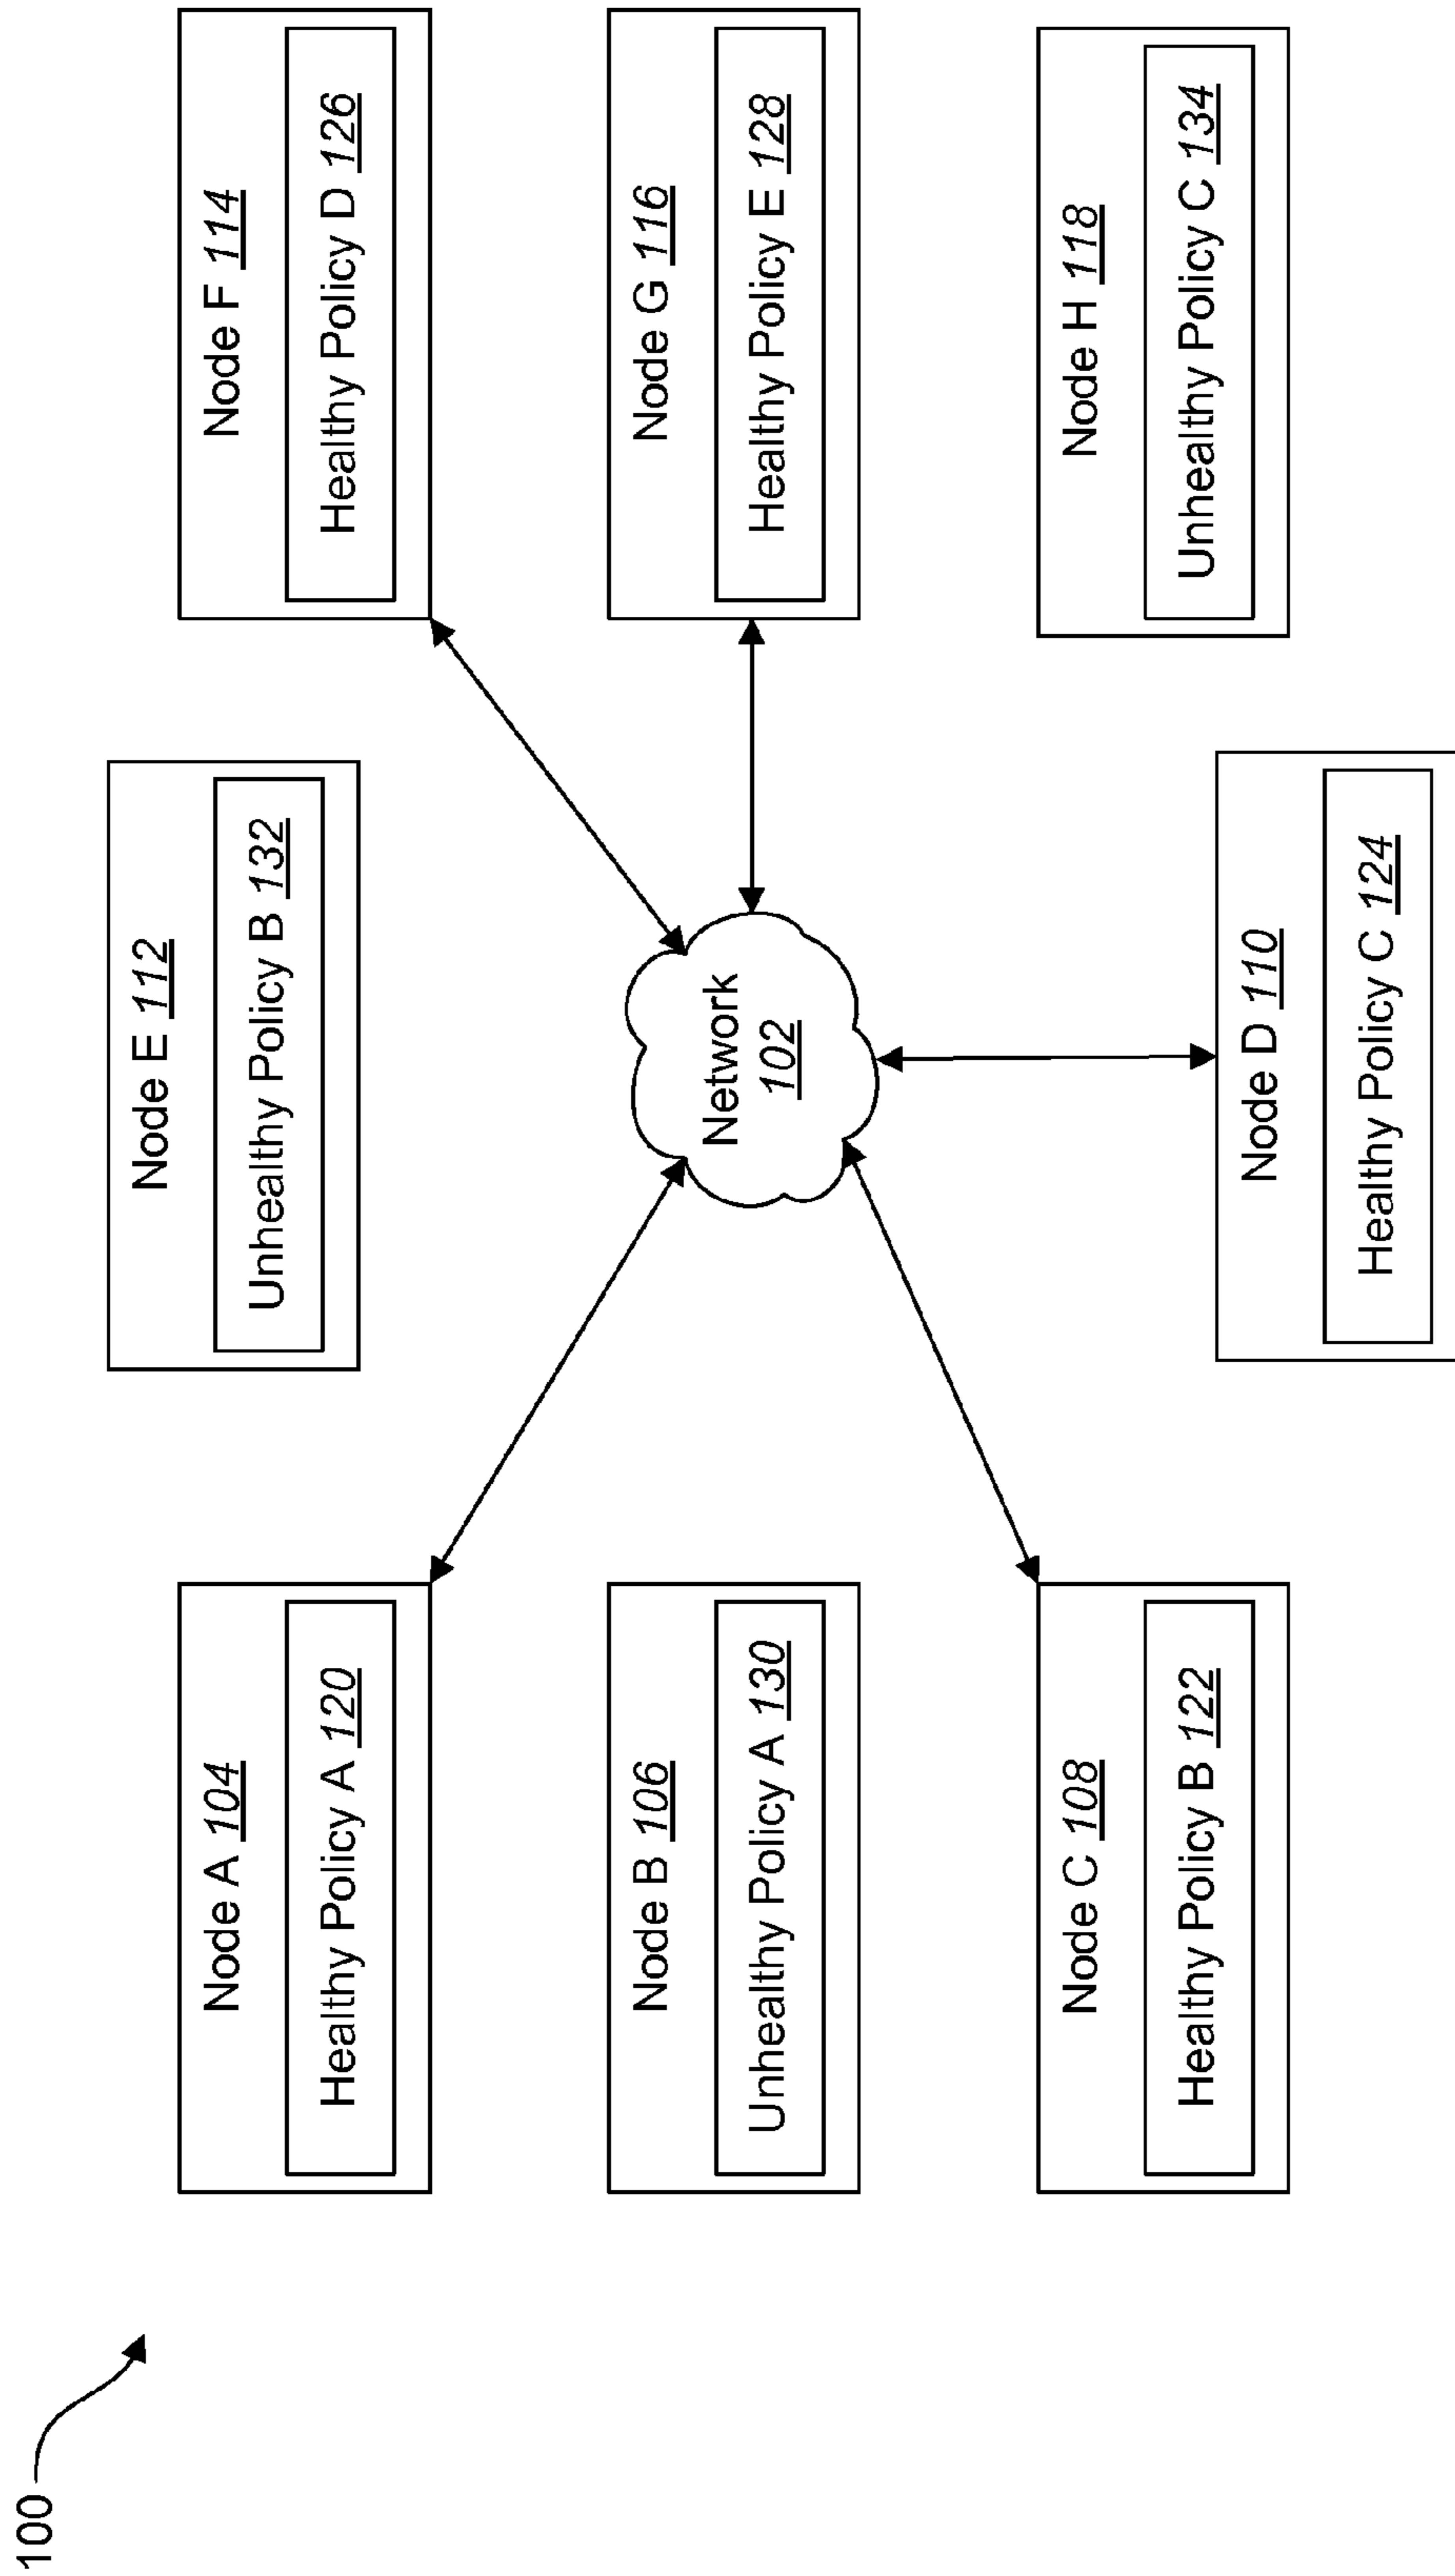 100
Node A 104
Healthy Policy A 120
Node B 106
Unhealthy Policy A 130
Node C 108
Healthy Policy B 122
Node E 112
Unhealthy Policy B 132
Network
102
Node D 110
Healthy Policy C 124
Node F 114
Healthy Policy D 126
Node G 116
Healthy Policy E 128
Node H 118
Unhealthy Policy C 134